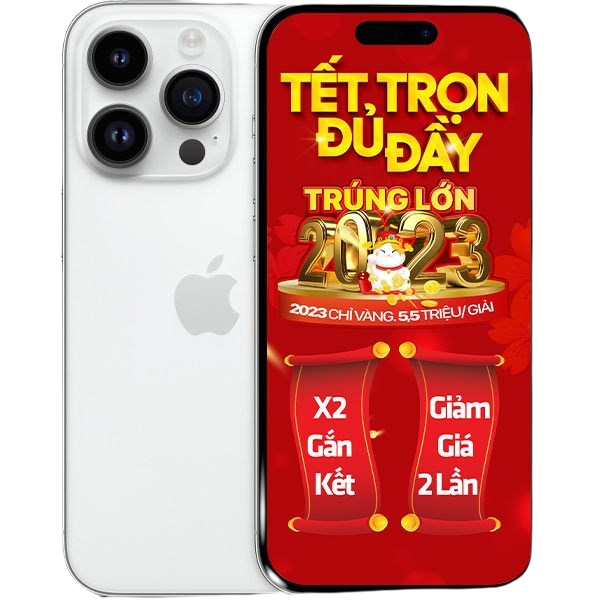 TẾT, TRỌN
ĐỦ ĐẦY
TRÚNG LỚN
2023
2023 CHỈ VÀNG. 5,5 TRIỆU/ GIẢI
X2
Gắn
Kết
Giảm
Giá
2 Lần